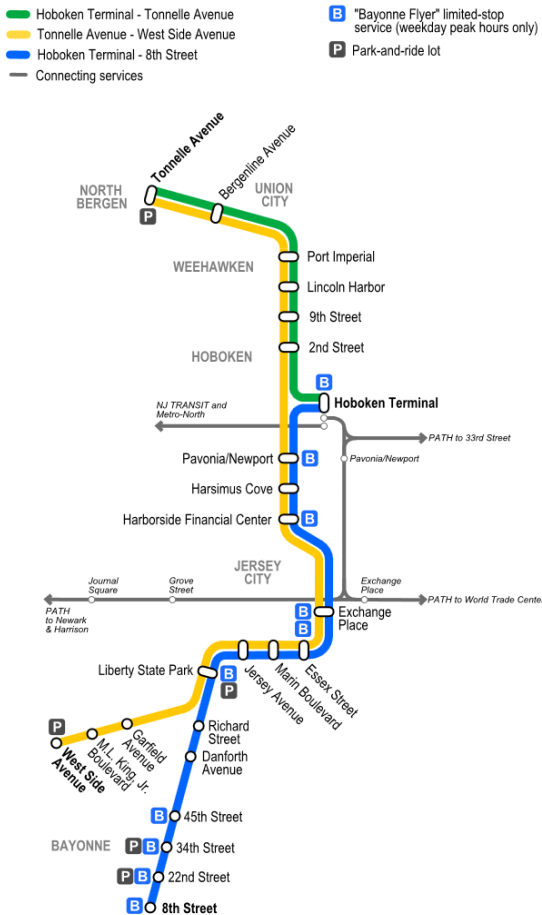 Hoboken Terminal - Tonnelle Avenue
Tonnelle Avenue - West Side Avenue
Hoboken Terminal - 8th Street
Connecting services
B "Bayonne Flyer" limited-stop
service (weekday peak hours only)
P Park-and-ride lot
Tonnelle Avenue
Bergenline Avenue
NORTH
BERGEN
P
UNION
CITY
Port Imperial
WEEHAWKEN
Lincoln Harbor
9th Street
2nd Street
HOBOKEN
B
Hoboken Terminal
NJ TRANSIT and
Metro-North
PATH to 33rd Street
Pavonia/Newport
B
Pavonia/Newport
Harsimus Cove
Harborside Financial Center
B
JERSEY
CITY
Journal
Square
Grove
Street
Exchange
Place
PATH
to Newark
& Harrison
PATH to World Trade Center
B
Exchange
Place
B
Liberty State Park
B
P
Jersey Avenue
Marin Boulevard
Essex Street
P
West Side
Avenue
M.L. King, Jr.
Boulevard
Garfield
Avenue
Richard
Street
Danforth
Avenue
B
45th Street
BAYONNE
P B
34th Street
P B
22nd Street
B
8th Street